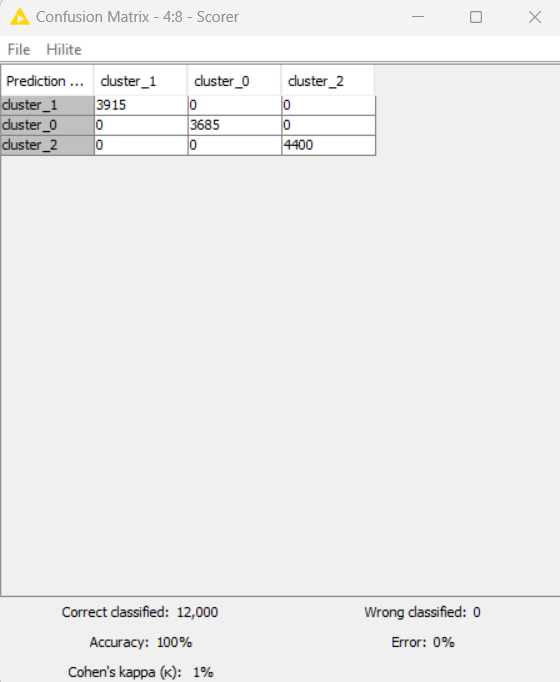 Confusion Matrix - 4:8 - Scorer
File Hilite
Prediction ... cluster_1 cluster_0 cluster_2
cluster_1 3915 0 0
cluster_0 0 3685 0
cluster_2 0 0 4400
Correct classified: 12,000 Wrong classified: 0
Accuracy: 100% Error: 0%
Cohen's kappa (κ): 1%